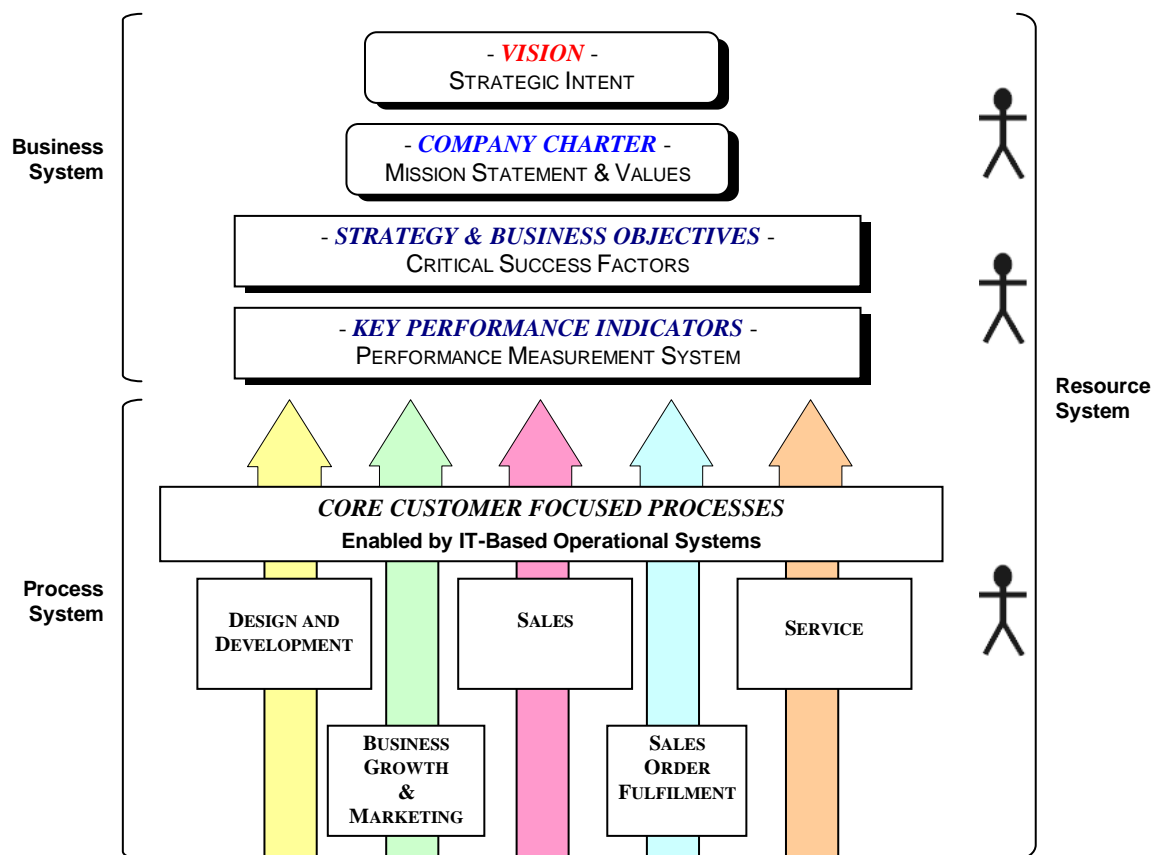 - VISION -
STRATEGIC INTENT
Business
System
- COMPANY CHARTER -
MISSION STATEMENT & VALUES
- STRATEGY & BUSINESS OBJECTIVES -
CRITICAL SUCCESS FACTORS
- KEY PERFORMANCE INDICATORS -
PERFORMANCE MEASUREMENT SYSTEM
Resource
System
CORE CUSTOMER FOCUSED PROCESSES
Enabled by IT-Based Operational Systems
Process
System
DESIGN AND
DEVELOPMENT
SALES
SERVICE
BUSINESS
GROWTH
&
MARKETING
SALES
ORDER
FULFILMENT